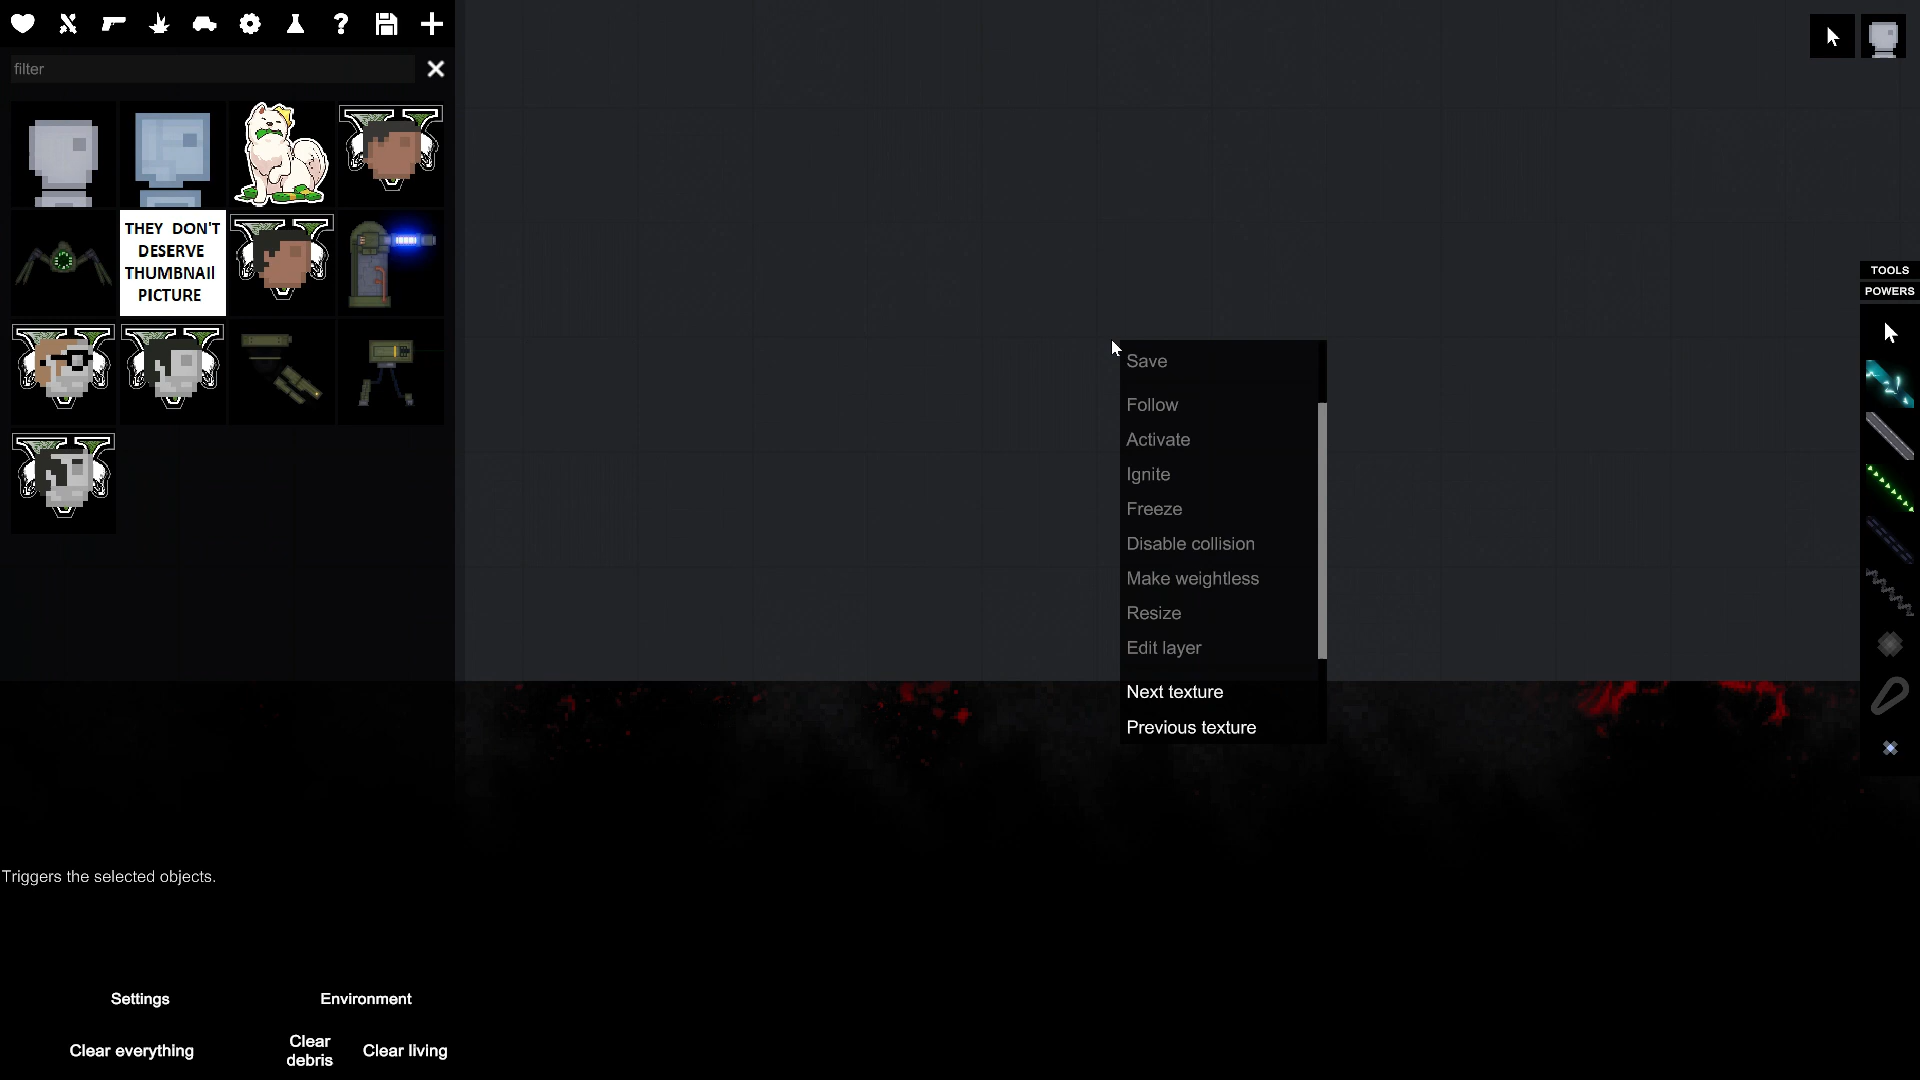 filter
THEY DON'T
DESERVE
THUMBNAIl
PICTURE
TOOLS
POWERS
Save
Follow
Activate
Ignite
Freeze
Disable collision
Make weightless
Resize
Edit layer
Next texture
Previous texture
Triggers the selected objects.
Settings
Environment
Clear everything
Clear
debris
Clear living